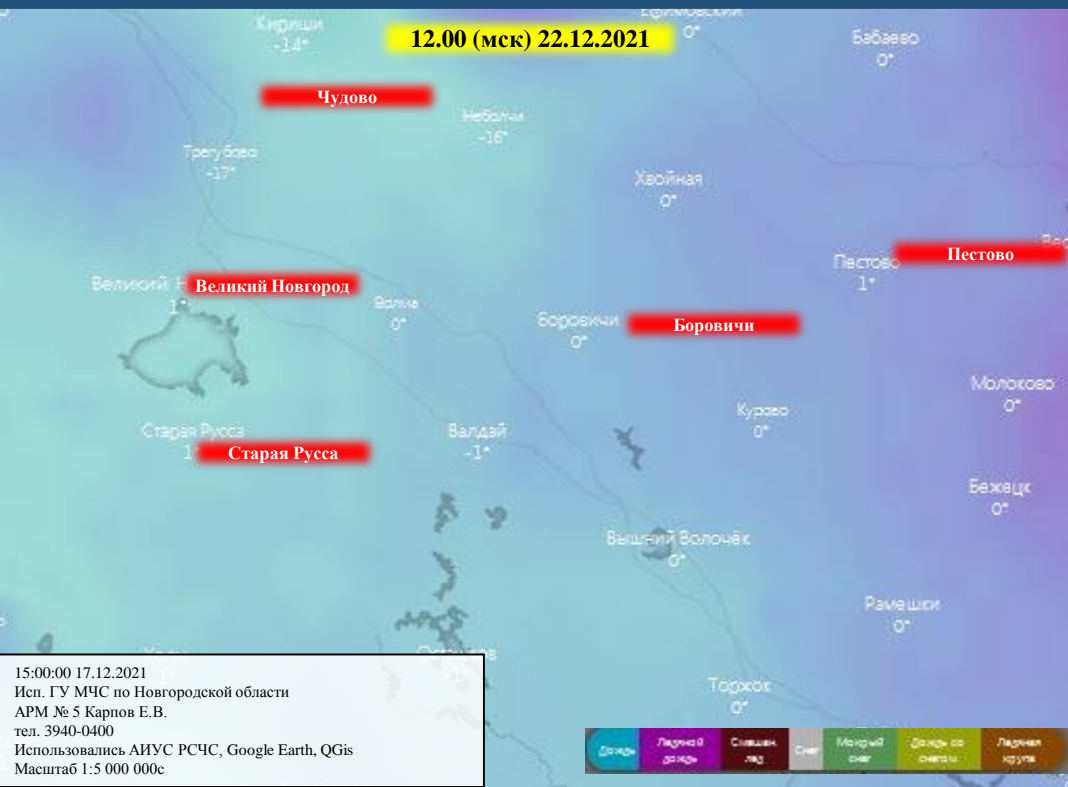 Кириши
-14°
12.00 (мск) 22.12.2021
Ефимовский
0°
Бабаево
0°
Чудово
Неболчи
-16°
Трегубово
-17°
Хвойная
0°
Пестово
1°
Пестово
Великий Н
1°
Великий Новгород
0°
Боровичи
0°
Боровичи
Молоково
0°
0°
Старая Русса
1°
Старая Русса
Валдай
-1°
Бежецк
0°
Вышний Волочёк
0°
Рамешки
0°
Торжок
0°
15:00:00 17.12.2021
Исп. ГУ МЧС по Новгородской области
АРМ № 5 Карпов Е.В.
тел. 3940-0400
Использовались АИУС РСЧС, Google Earth, QGis
Масштаб 1:5 000 000с
Дождь
Ледяной
дождь
Снег
Мокрый
снег
Дождь со
снегом
Ледяная
крупа